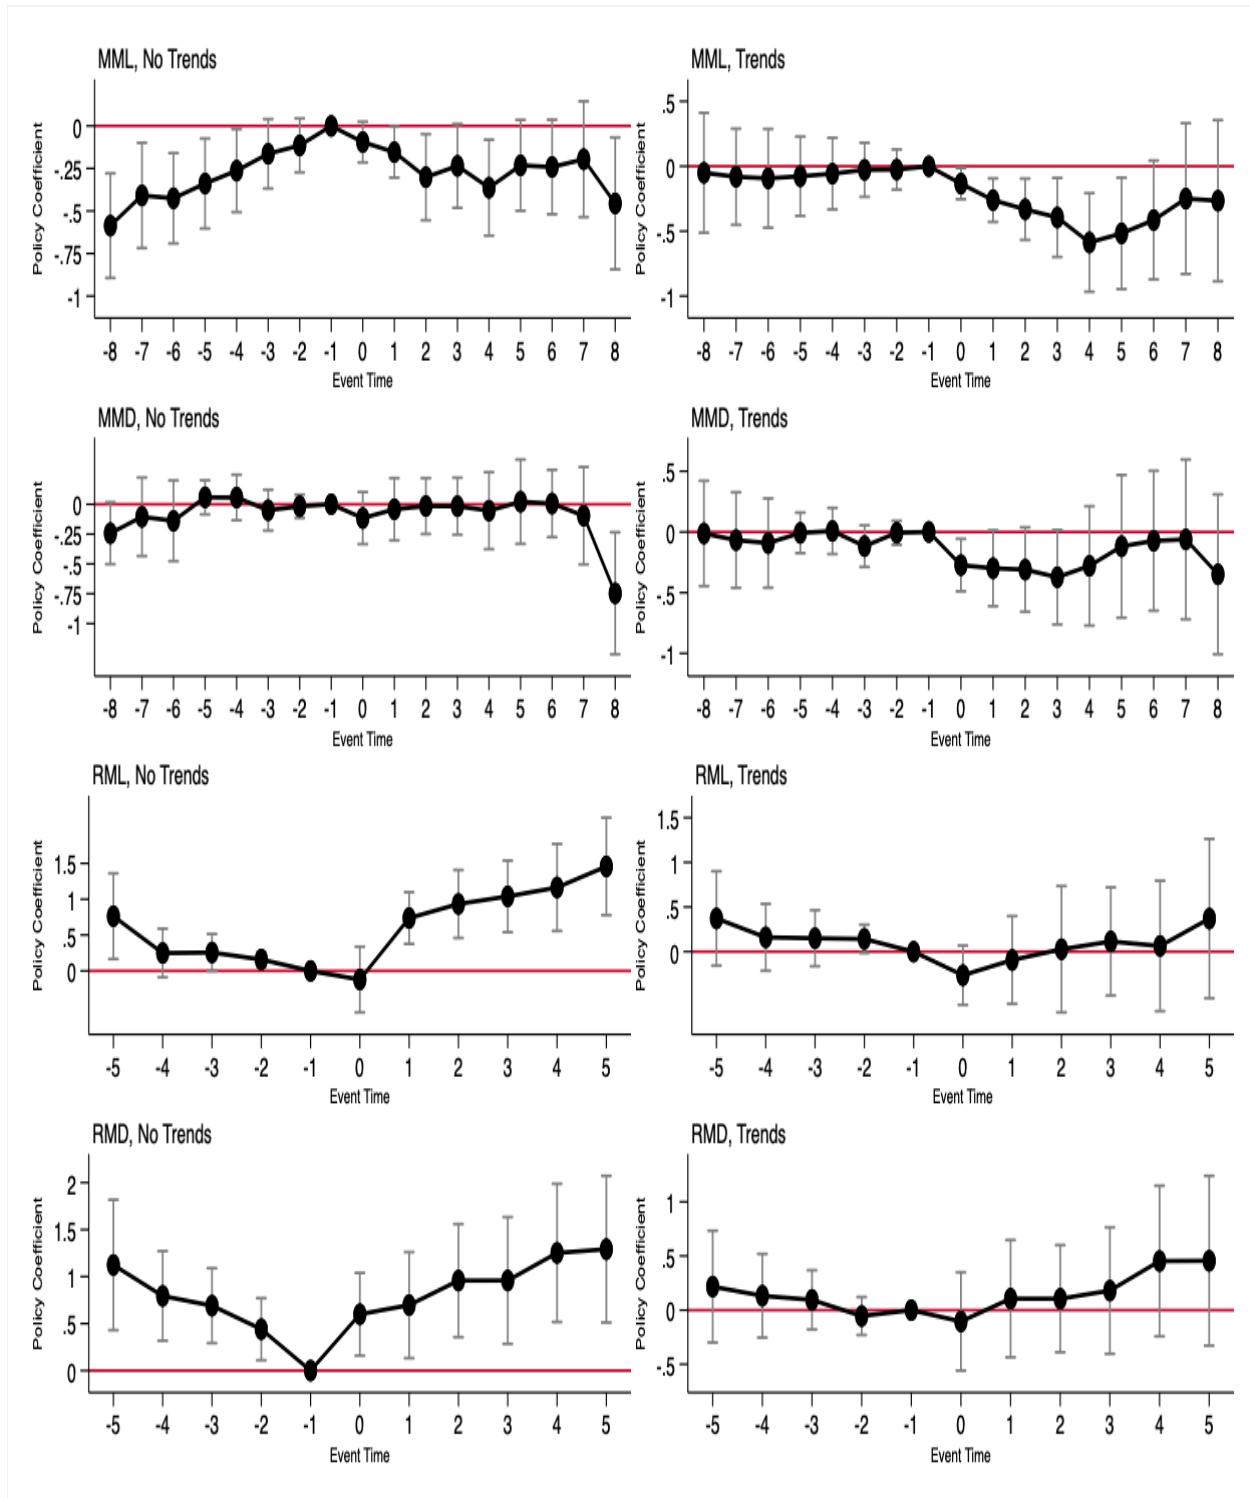 MML, No Trends
Policy Coefficient
0
-.25
-.5
-.75
-1
-8 -7 -6 -5 -4 -3 -2 -1 0 1 2 3 4 5 6 7 8
Event Time
MML, Trends
Policy Coefficient
.5
0
-.5
-1
-8 -7 -6 -5 -4 -3 -2 -1 0 1 2 3 4 5 6 7 8
Event Time
MMD, No Trends
Policy Coefficient
0
-.25
-.5
-.75
-1
-8 -7 -6 -5 -4 -3 -2 -1 0 1 2 3 4 5 6 7 8
Event Time
MMD, Trends
Policy Coefficient
.5
0
-.5
-1
-8 -7 -6 -5 -4 -3 -2 -1 0 1 2 3 4 5 6 7 8
Event Time
RML, No Trends
Policy Coefficient
1.5
1
.5
0
-5 -4 -3 -2 -1 0 1 2 3 4 5
Event Time
RML, Trends
Policy Coefficient
1.5
1
.5
0
-5 -4 -3 -2 -1 0 1 2 3 4 5
Event Time
RMD, No Trends
Policy Coefficient
2
1.5
1
.5
0
-5 -4 -3 -2 -1 0 1 2 3 4 5
Event Time
RMD, Trends
Policy Coefficient
1
.5
0
-.5
-5 -4 -3 -2 -1 0 1 2 3 4 5
Event Time